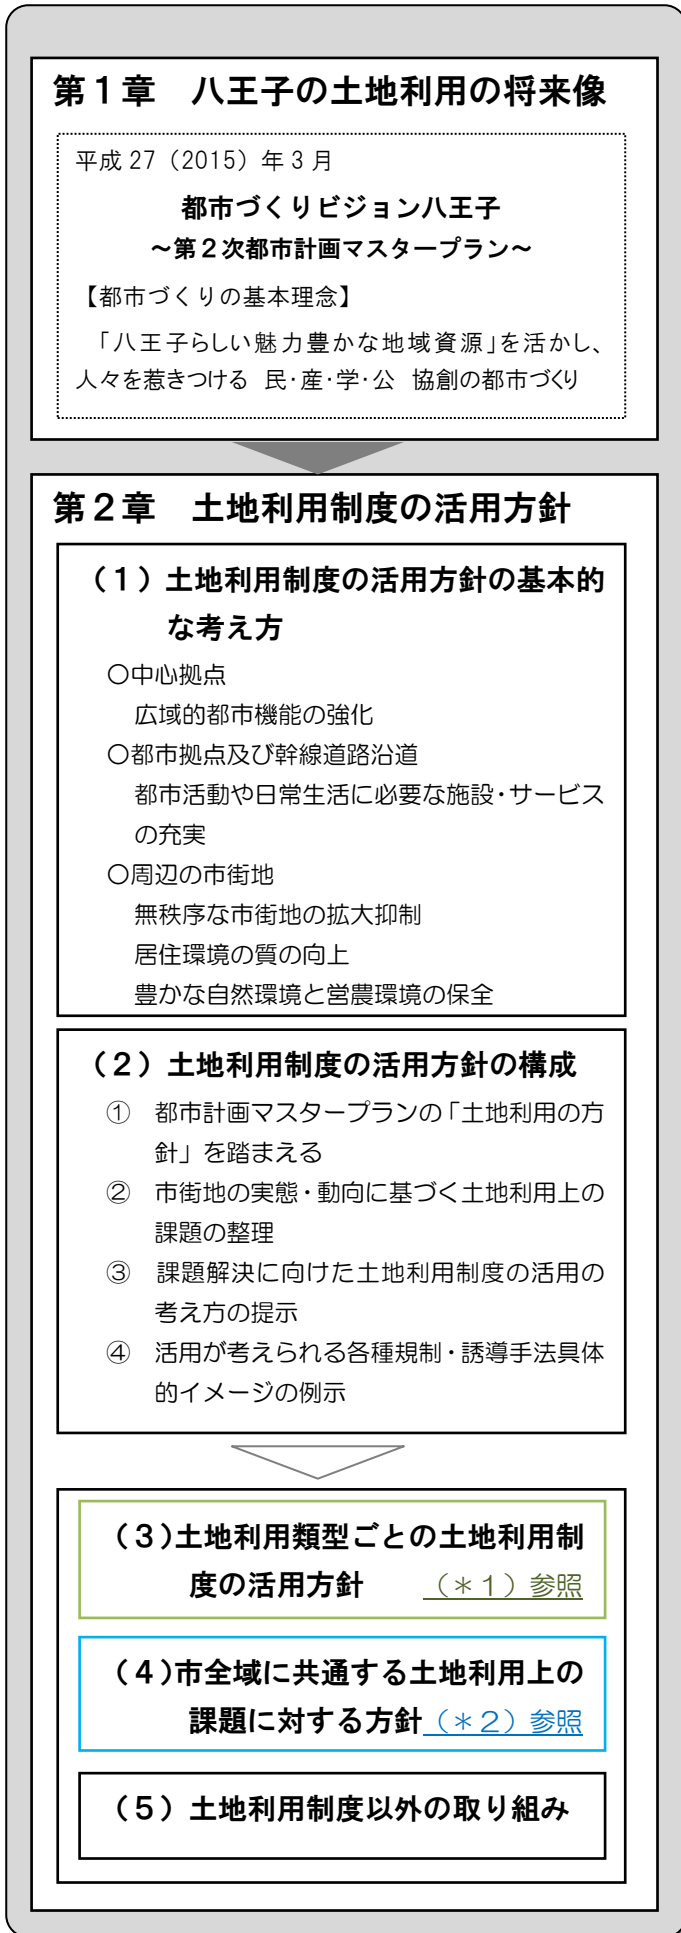 第1章　八王子の土地利用の将来像
平成 27（2015）年 3 月
都市づくりビジョン八王子
～第２次都市計画マスタープラン～
【都市づくりの基本理念】
「八王子らしい魅力豊かな地域資源」を活かし、
人々を惹きつける　民・産・学・公　協創の都市づくり
第２章　土地利用制度の活用方針
（１）土地利用制度の活用方針の基本的
な考え方
○中心拠点
広域的都市機能の強化
○都市拠点及び幹線道路沿道
都市活動や日常生活に必要な施設・サービス
の充実
○周辺の市街地
無秩序な市街地の拡大抑制
居住環境の質の向上
豊かな自然環境と営農環境の保全
（２）土地利用制度の活用方針の構成
①　都市計画マスタープランの「土地利用の方
針」を踏まえる
②　市街地の実態・動向に基づく土地利用上の
課題の整理
③　課題解決に向けた土地利用制度の活用の
考え方の提示
④　活用が考えられる各種規制・誘導手法具体
的イメージの例示
（３）土地利用類型ごとの土地利用制
度の活用方針　（＊１）参照
（４）市全域に共通する土地利用上の
課題に対する方針（＊２）参照
（５）土地利用制度以外の取り組み